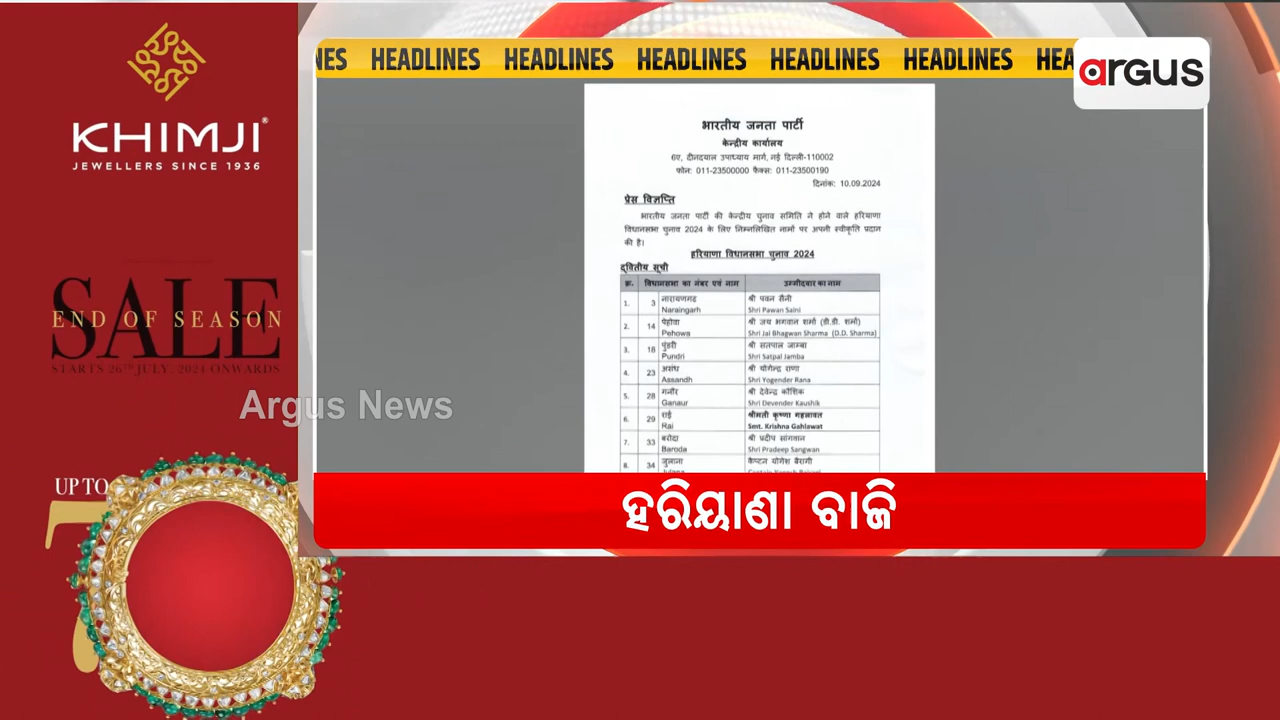 KHIMJI®
JEWELLERS SINCE 1936
SALE
END OF SEASON
STARTS 26TH JULY, 2024 ONWARDS
UP TO
7
Argus News
HEADLINES HEADLINES HEADLINES HEADLINES HEADLINES
argus
भारतीय जनता पार्टी
केन्द्रीय कार्यालय
6ए, दीनदयाल उपाध्याय मार्ग, नई दिल्ली-110002
फोन: 011-23500000 फैक्स: 011-23500190
दिनांक: 10.09.2024
प्रेस विज्ञप्ति
भारतीय जनता पार्टी की केन्द्रीय चुनाव समिति ने होने वाले हरियाणा
विधानसभा चुनाव 2024 के लिए निम्नलिखित नामों पर अपनी स्वीकृति प्रदान
की है।
हरियाणा विधानसभा चुनाव 2024
द्वितीय सूची
क्र. विधानसभा का नंबर एवं नाम उम्मीदवार का नाम
1. 3 नारायणगढ़ श्री पवन सैनी
Naraingarh Shri Pawan Saini
2. 14 पेहोवा श्री जय भगवान शर्मा (डी.डी. शर्मा)
Pehowa Shri Jai Bhagwan Sharma (D.D. Sharma)
3. 18 पुंडरी श्री सतपाल जाम्बा
Pundri Shri Satpal Jamba
4. 23 असंध श्री योगेन्द्र राणा
Assandh Shri Yogender Rana
5. 28 गनौर श्री देवेन्द्र कौशिक
Ganaur Shri Devender Kaushik
6. 29 राई श्रीमती कृष्णा गहलावत
Rai Smt. Krishna Gahlawat
7. 33 बरोदा श्री प्रदीप सांगवान
Baroda Shri Pradeep Sangwan
8. 34 जुलाना कैप्टन योगेश बैरागी
ହରିୟାଣା ବାଜି